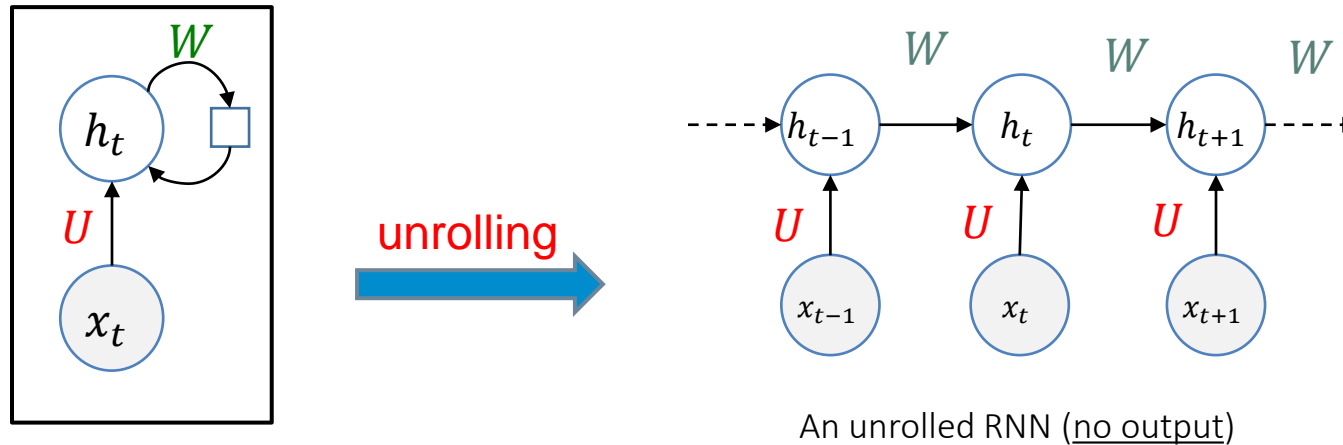 W
h_t
U
x_t
unrolling
W W W
h_{t-1} h_t h_{t+1}
U U U
x_{t-1} x_t x_{t+1}
An unrolled RNN (no output)